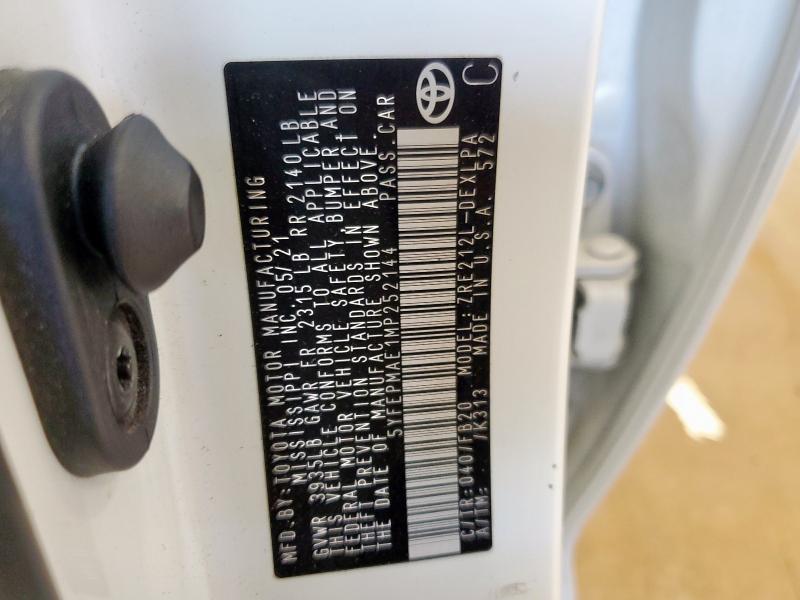 MFD.BY:TOYOTA MOTOR MANUFACTURING
MISSISSIPPI INC. 05/21
GVWR 3935LB GAWR FR 2315 LB RR 2140 LB
THIS VEHICLE CONFORMS TO ALL APPLICABLE
FEDERAL MOTOR VEHICLE SAFETY, BUMPER AND
THEFT PREVENTION STANDARDS IN EFFECT ON
THE DATE OF MANUFACTURE SHOWN ABOVE.
5YFEPMAE1MP252144 PASS.CAR
C/TR:040/FB20 MODEL:ZRE212L-DEXLPA
A/TM: /K313 MADE IN U.S.A. 572
C